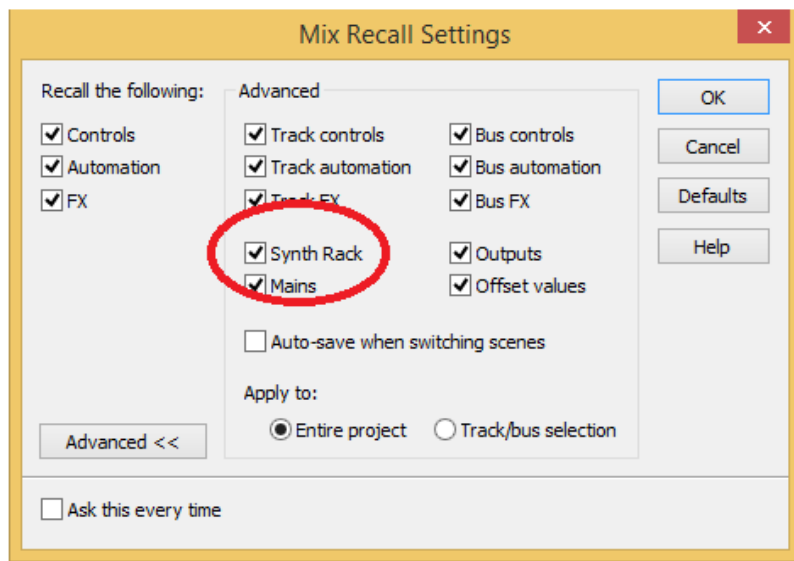 Mix Recall Settings
Recall the following:
Controls
Automation
FX
Advanced
Track controls
Track automation
Track FX
Synth Rack
Mains
Bus controls
Bus automation
Bus FX
Outputs
Offset values
Auto-save when switching scenes
Apply to:
Entire project
Track/bus selection
OK
Cancel
Defaults
Help
Advanced <<
Ask this every time